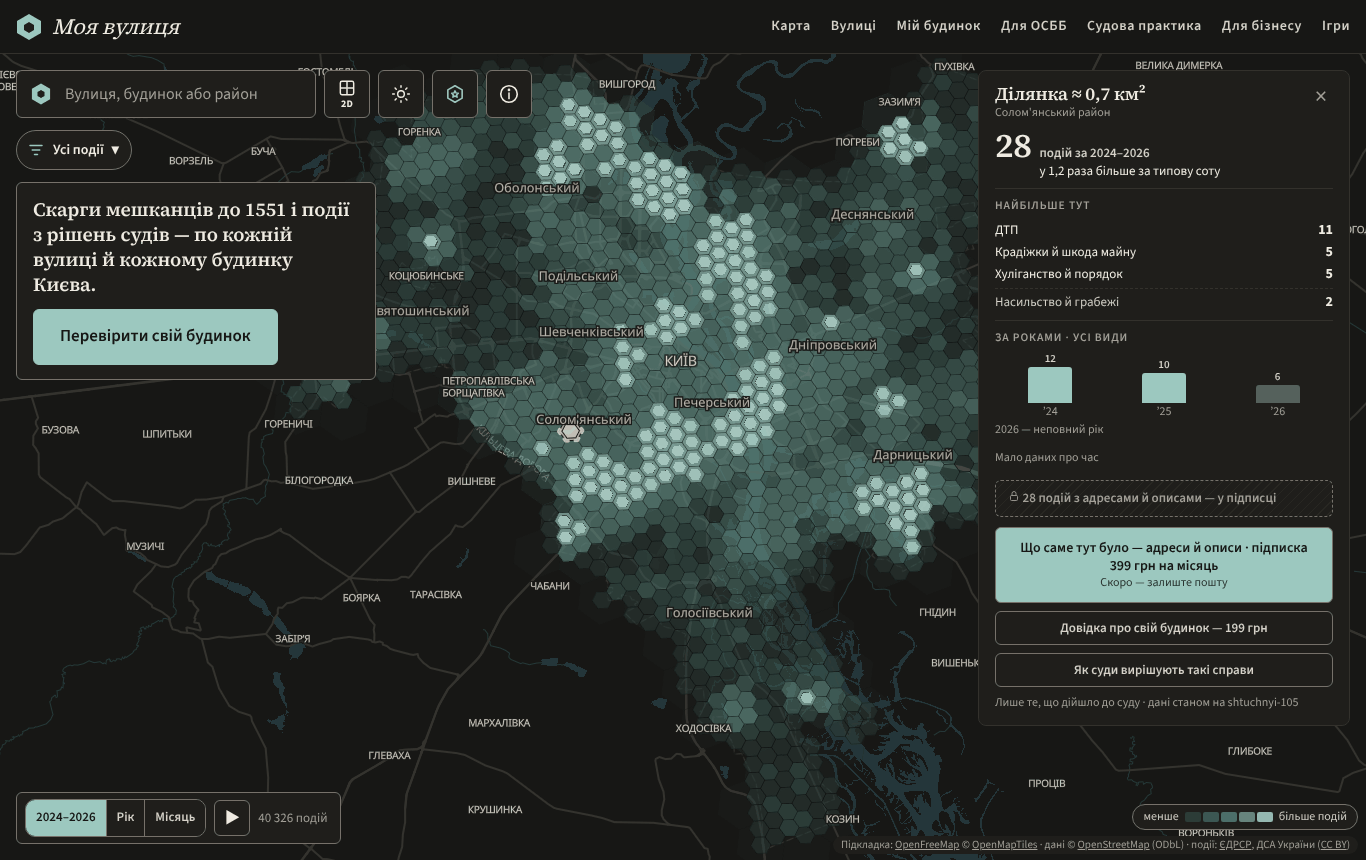 Моя вулиця
Карта Вулиці Мій будинок Для ОСББ Судова практика Для бізнесу Ігри
Вулиця, будинок або район
2D
Усі події ▼
Скарги мешканців до 1551 і події
з рішень судів — по кожній
вулиці й кожному будинку
Києва.
Перевірити свій будинок
ГОСТОМЕЛЬ
ВИШГОРОД
ПУХІВКА
ВЕЛИКА ДИМЕРКА
ЗАЗИМ'Я
ГОРЕНКА
ПОГРЕБИ
БУЧА
ВОРЗЕЛЬ
Оболонський
Деснянський
КОЦЮБИНСЬКЕ
Подільський
вятошинський
Шевченківський
Дніпровський
КИЇВ
ПЕТРОПАВЛІВСЬКА
БОРЩАГІВКА
Печерський
Солом'янський
БУЗОВА
ШПИТЬКИ
ГОРЕНИЧІ
Дарницький
БІЛОГОРОДКА
ВИШНЕВЕ
МУЗИЧІ
ЧАБАНИ
БОЯРКА
ТАРАСІВКА
Голосіївський
ГНІДИН
ЗАБІР'Я
ВИШЕНЬК
МАРХАЛІВКА
ХОДОСІВКА
ГЛЕВАХА
ГЛИБОКЕ
ПРОЦІВ
КРУШИНКА
КОЗИН
ВОРОНЬКІВ
Ділянка ≈ 0,7 км²
Солом'янський район
28 подій за 2024–2026
у 1,2 раза більше за типову соту
НАЙБІЛЬШЕ ТУТ
ДТП 11
Крадіжки й шкода майну 5
Хуліганство й порядок 5
Насильство й грабежі 2
ЗА РОКАМИ · УСІ ВИДИ
12 10 6
'24 '25 '26
2026 — неповний рік
Мало даних про час
28 подій з адресами й описами — у підписці
Що саме тут було — адреси й описи · підписка
399 грн на місяць
Скоро — залиште пошту
Довідка про свій будинок — 199 грн
Як суди вирішують такі справи
Лише те, що дійшло до суду · дані станом на shtuchnyi-105
2024–2026 Рік Місяць 40 326 подій
менше більше подій
Підкладка: OpenFreeMap © OpenMapTiles · дані © OpenStreetMap (ODbL) · події: ЄДРСР, ДСА України (CC BY)